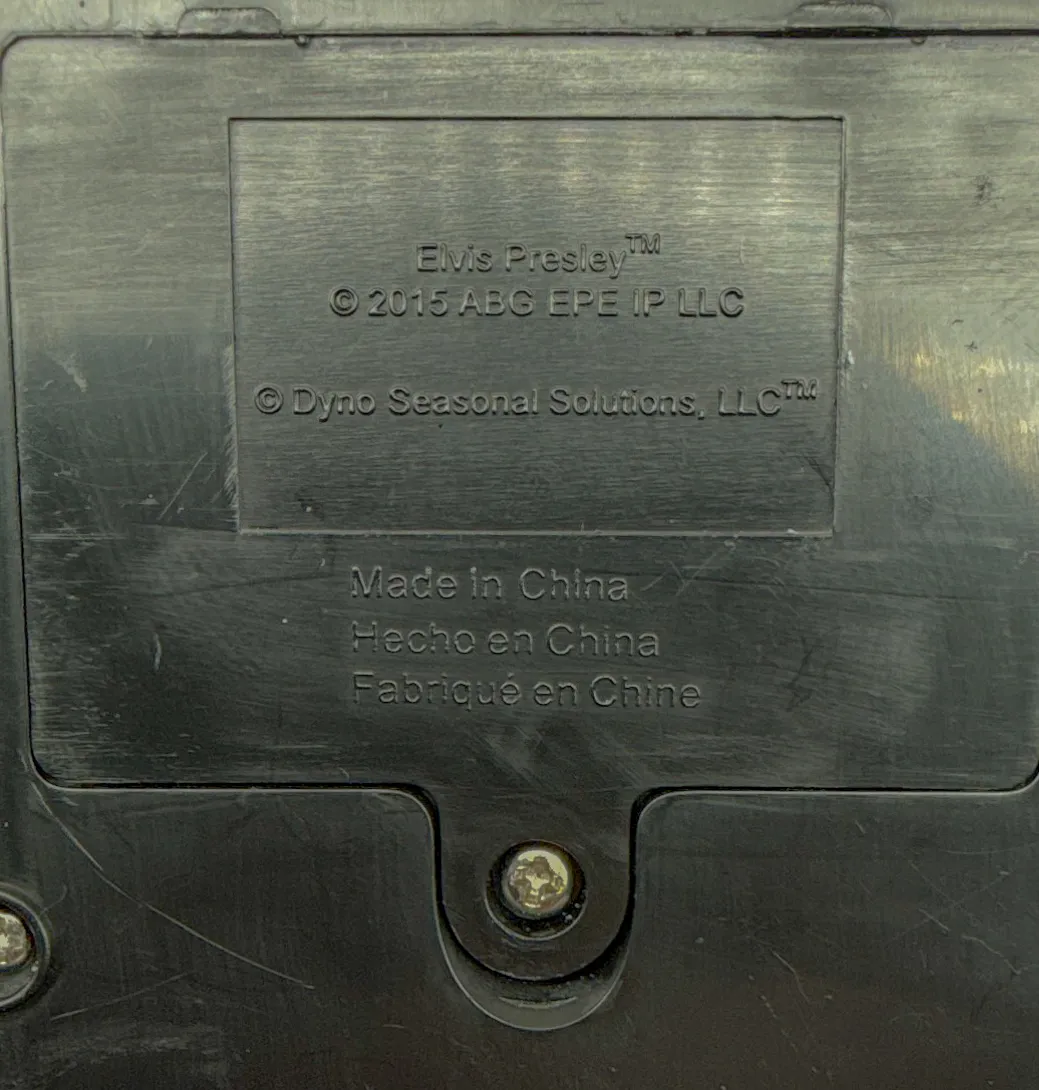 Elvis Presley™
© 2015 ABG EPE IP LLC
© Dyno Seasonal Solutions, LLC™
Made in China
Hecho en China
Fabriqué en Chine